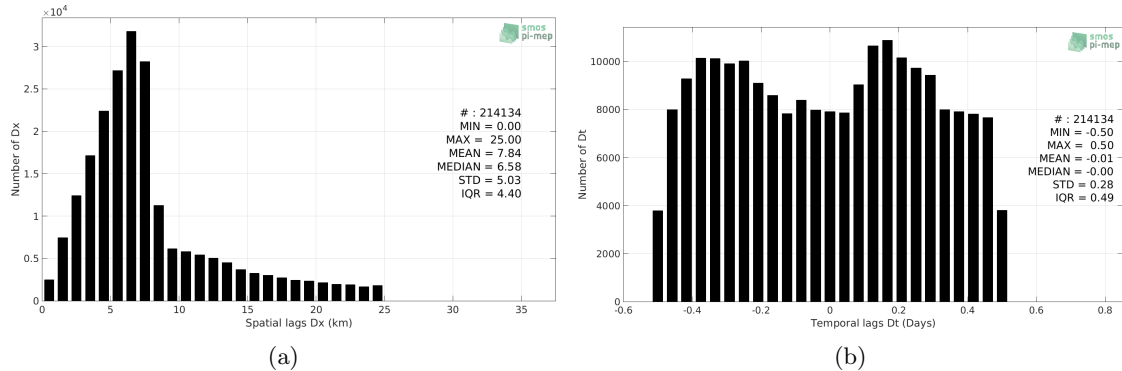 ×10⁴
3
2.5
2
1.5
1
0.5
0
Number of Dx
smos
pi-mep
# : 214134
MIN = 0.00
MAX = 25.00
MEAN = 7.84
MEDIAN = 6.58
STD = 5.03
IQR = 4.40
0 5 10 15 20 25 30 35
Spatial lags Dx (km)
(a)
10000
8000
6000
4000
2000
0
Number of Dt
smos
pi-mep
# : 214134
MIN = -0.50
MAX = 0.50
MEAN = -0.01
MEDIAN = -0.00
STD = 0.28
IQR = 0.49
-0.6 -0.4 -0.2 0 0.2 0.4 0.6 0.8
Temporal lags Dt (Days)
(b)